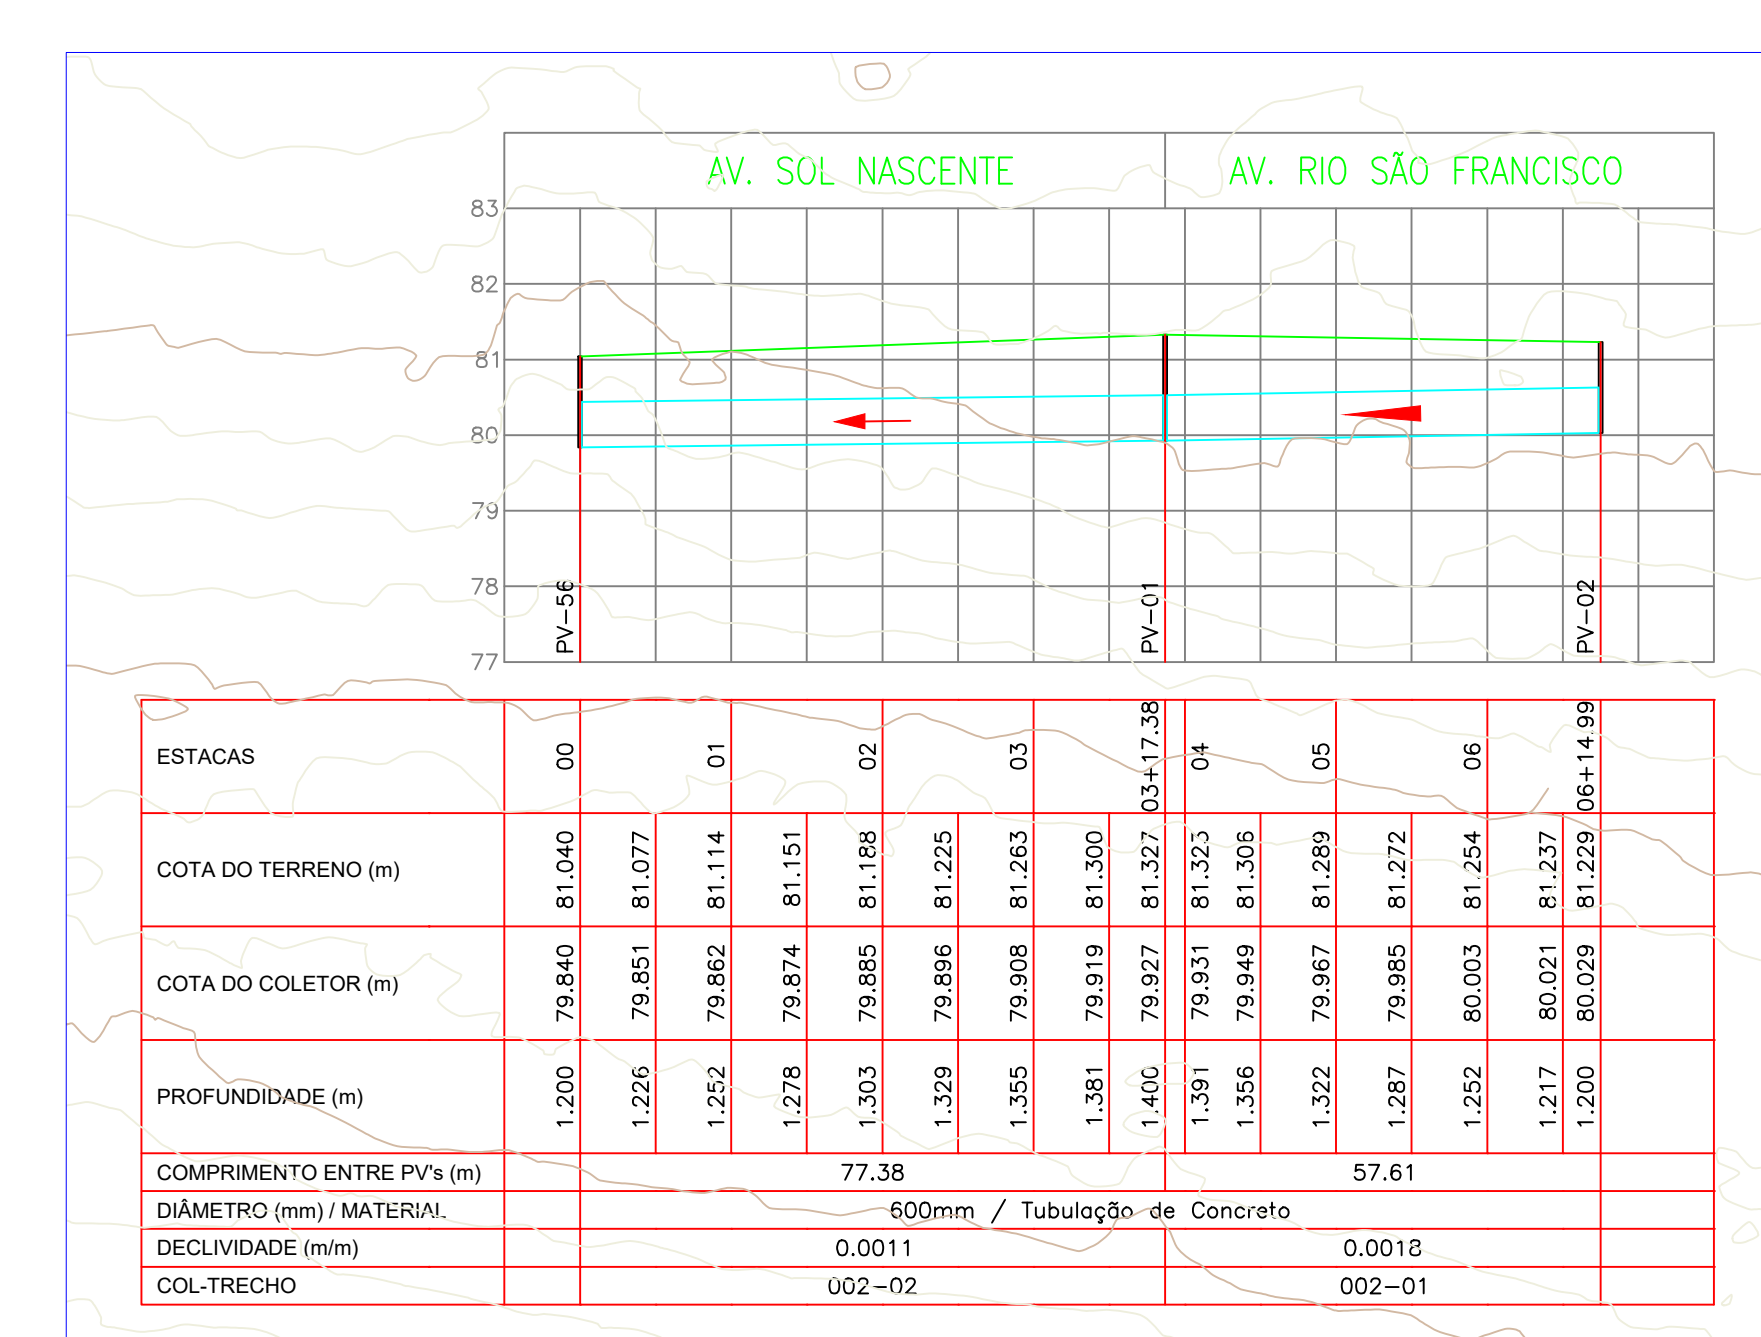 AV. SOL NASCENTE AV. RIO SÃO FRANCISCO
83
82
81
80
79
78
77
PV-56 PV-01 PV-02
ESTACAS 00 01 02 03 03+17.38 04 05 06 06+14.99
COTA DO TERRENO (m) 81.040 81.077 81.114 81.151 81.188 81.225 81.263 81.300 81.327 81.323 81.306 81.289 81.272 81.254 81.237 81.229
COTA DO COLETOR (m) 79.840 79.851 79.862 79.874 79.885 79.896 79.908 79.919 79.927 79.931 79.949 79.967 79.985 80.003 80.021 80.029
PROFUNDIDADE (m) 1.200 1.226 1.252 1.278 1.303 1.329 1.355 1.381 1.400 1.391 1.356 1.322 1.287 1.252 1.217 1.200
COMPRIMENTO ENTRE PV's (m) 77.38 57.61
DIÂMETRO (mm) / MATERIAL 600mm / Tubulação de Concreto
DECLIVIDADE (m/m) 0.0011 0.0018
COL-TRECHO 002-02 002-01